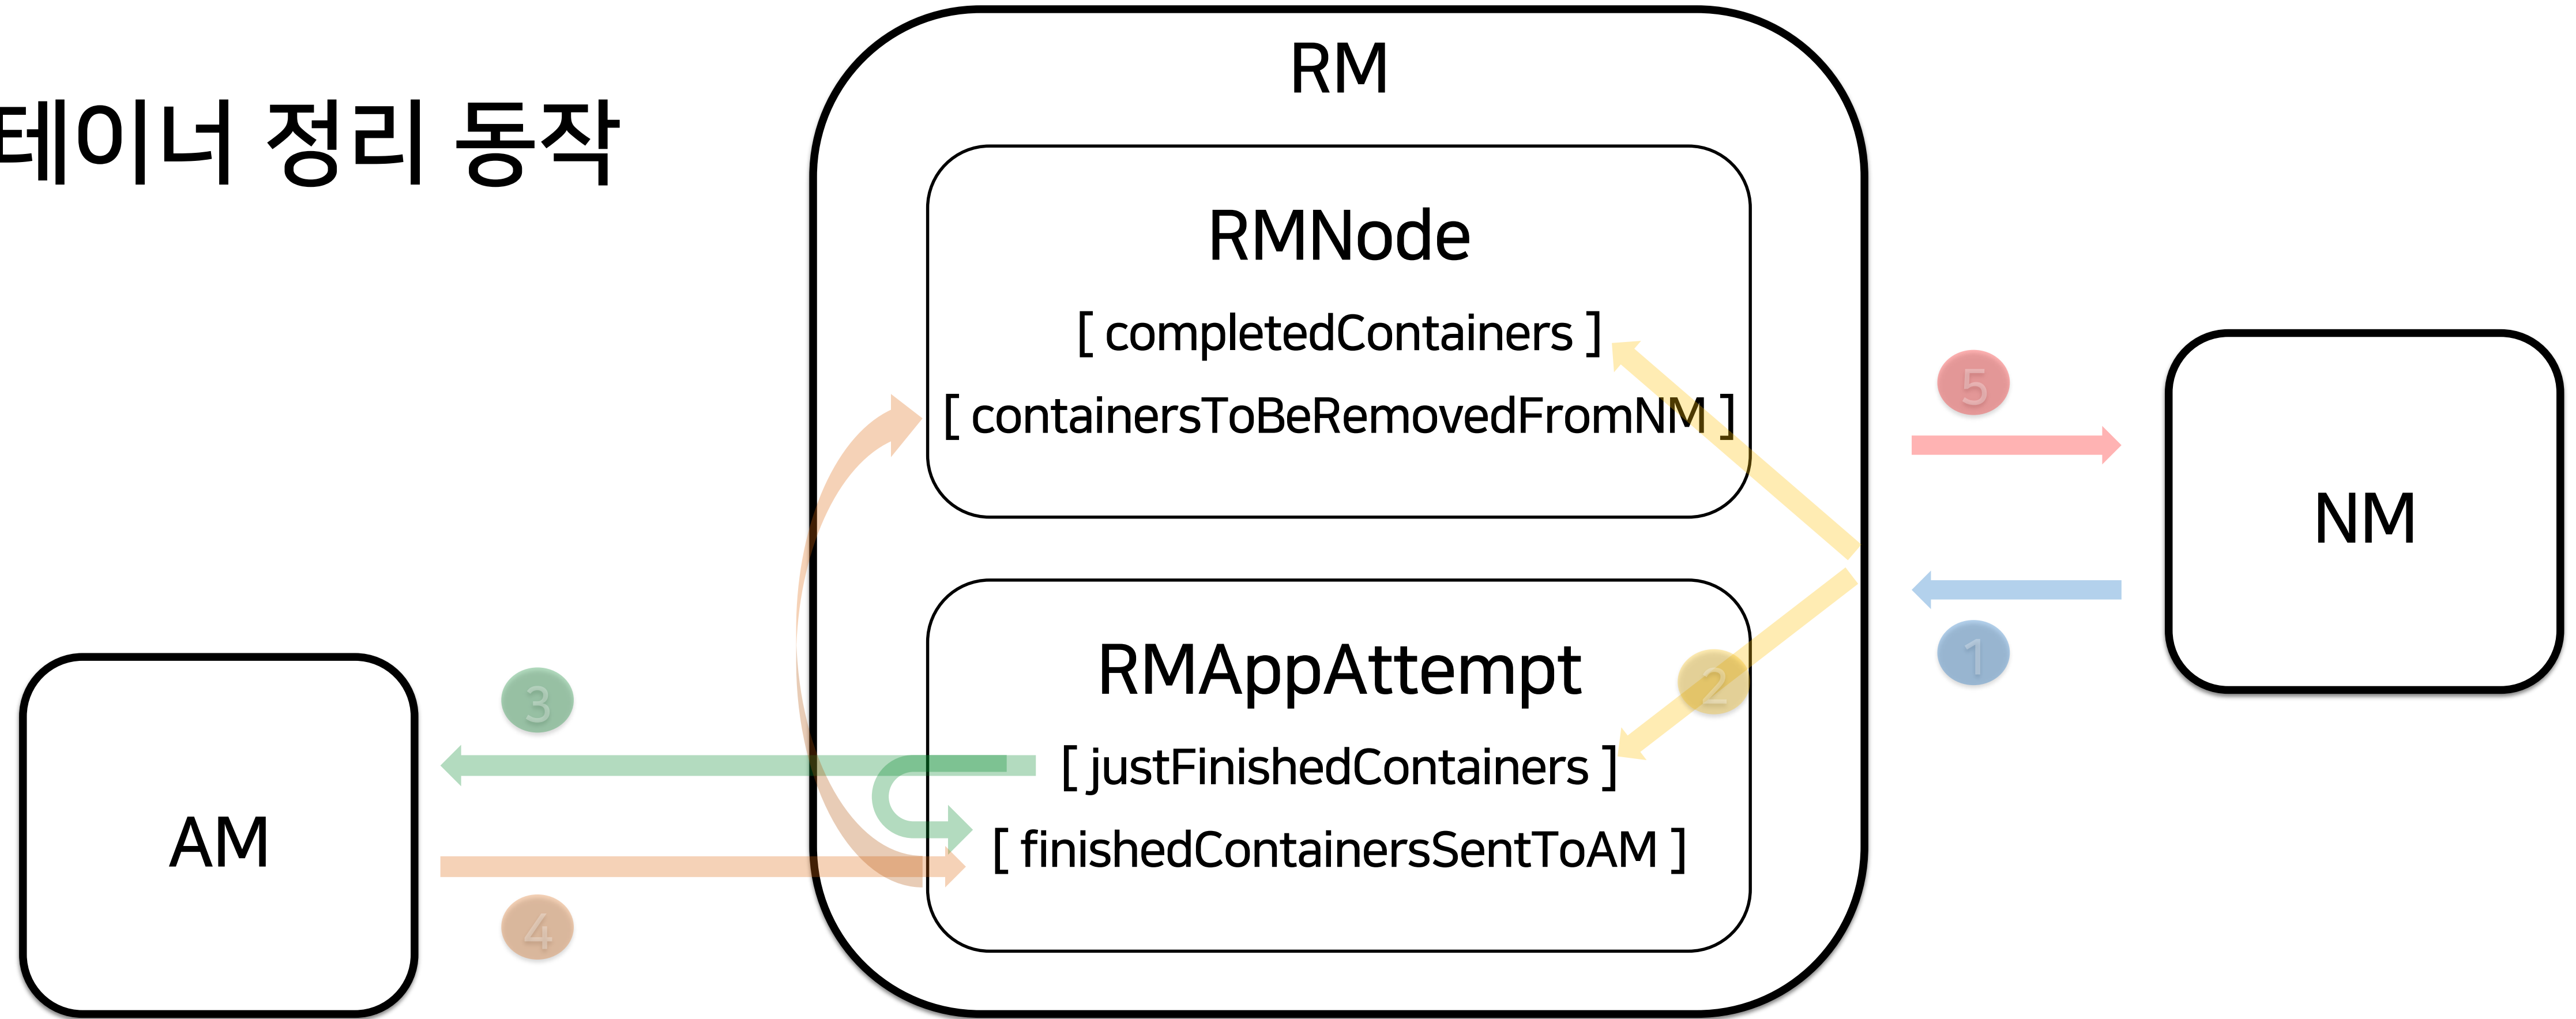 테이너 정리 동작
RM
RMNode
[ completedContainers ]
[ containersToBeRemovedFromNM ]
5
NM
1
RMAppAttempt
2
[ justFinishedContainers ]
[ finishedContainersSentToAM ]
3
AM
4